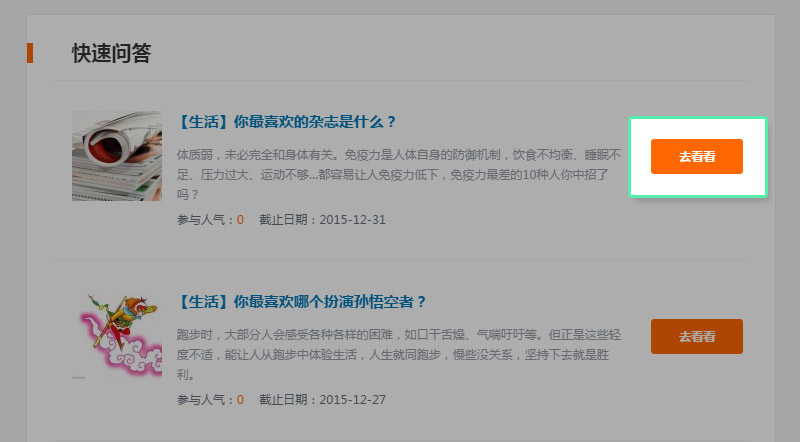 快速问答
【生活】你最喜欢的杂志是什么？
体质弱，未必完全和身体有关。免疫力是人体自身的防御机制，饮食不均衡、睡眠不
足、压力过大、运动不够...都容易让人免疫力低下，免疫力最差的10种人你中招了
吗？
参与人气：0 截止日期：2015-12-31
去看看
【生活】你最喜欢哪个扮演孙悟空者？
跑步时，大部分人会感受各种各样的困难，如口干舌燥、气喘吁吁等。但正是这些轻
度不适，能让人从跑步中体验生活，人生就同跑步，慢些没关系，坚持下去就是胜
利。
参与人气：0 截止日期：2015-12-27
去看看